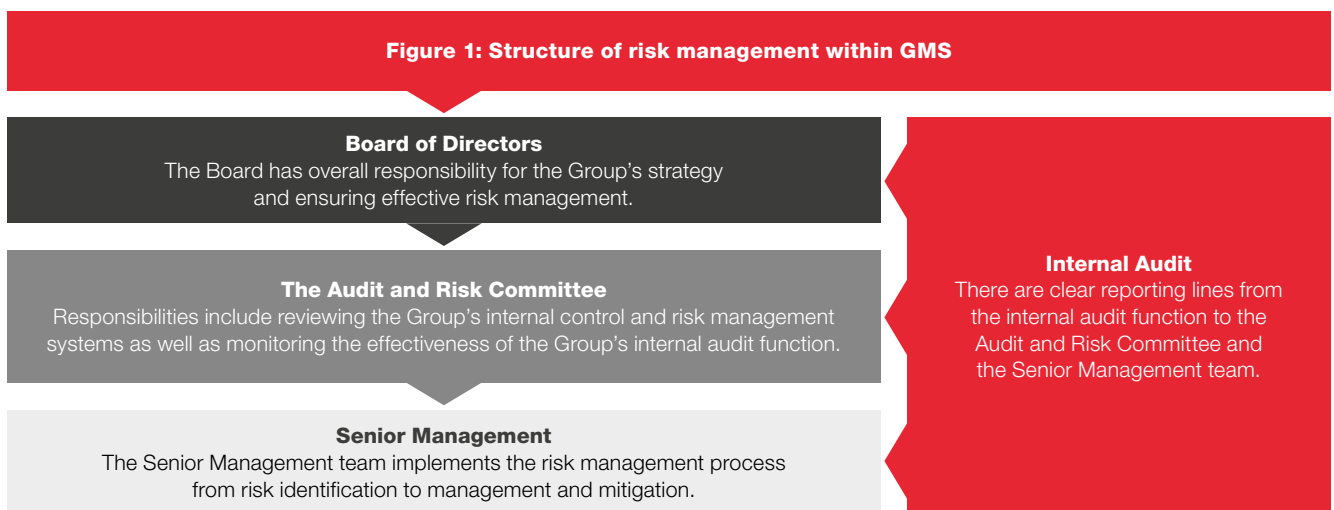 Figure 1: Structure of risk management within GMS
Board of Directors
The Board has overall responsibility for the Group’s strategy
and ensuring effective risk management.
The Audit and Risk Committee
Responsibilities include reviewing the Group’s internal control and risk management
systems as well as monitoring the effectiveness of the Group’s internal audit function.
Senior Management
The Senior Management team implements the risk management process
from risk identification to management and mitigation.
Internal Audit
There are clear reporting lines from
the internal audit function to the
Audit and Risk Committee and
the Senior Management team.